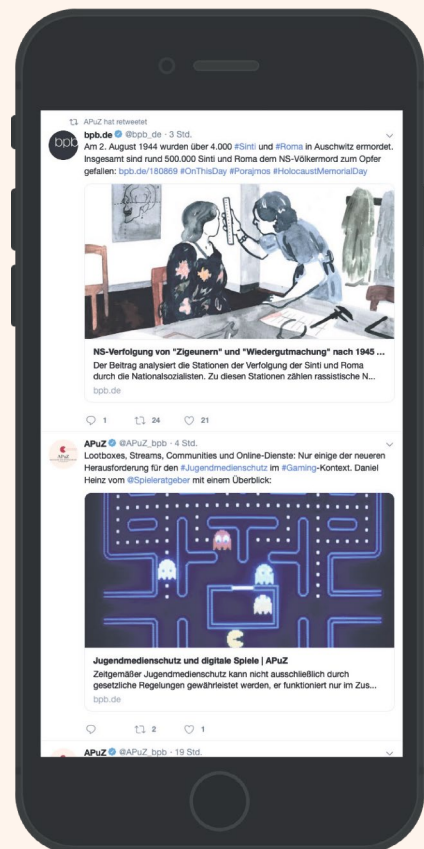 APuZ hat retweetet
bpb
bpb.de @bpb_de · 3 Std.
Am 2. August 1944 wurden über 4.000 #Sinti und #Roma in Auschwitz ermordet.
Insgesamt sind rund 500.000 Sinti und Roma dem NS-Völkermord zum Opfer
gefallen: bpb.de/180869 #OnThisDay #Porajmos #HolocaustMemorialDay
NS-Verfolgung von "Zigeunern" und "Wiedergutmachung" nach 1945 ...
Der Beitrag analysiert die Stationen der Verfolgung der Sinti und Roma
durch die Nationalsozialisten. Zu diesen Stationen zählen rassistische N...
bpb.de
1 24 21
APuZ
APuZ @APuZ_bpb · 4 Std.
Lootboxes, Streams, Communities und Online-Dienste: Nur einige der neueren
Herausforderung für den #Jugendmedienschutz im #Gaming-Kontext. Daniel
Heinz vom @Spieleratgeber mit einem Überblick:
Jugendmedienschutz und digitale Spiele | APuZ
Zeitgemäßer Jugendmedienschutz kann nicht ausschließlich durch
gesetzliche Regelungen gewährleistet werden, er funktioniert nur im Zus...
bpb.de
2 1
APuZ @APuZ_bpb · 19 Std.